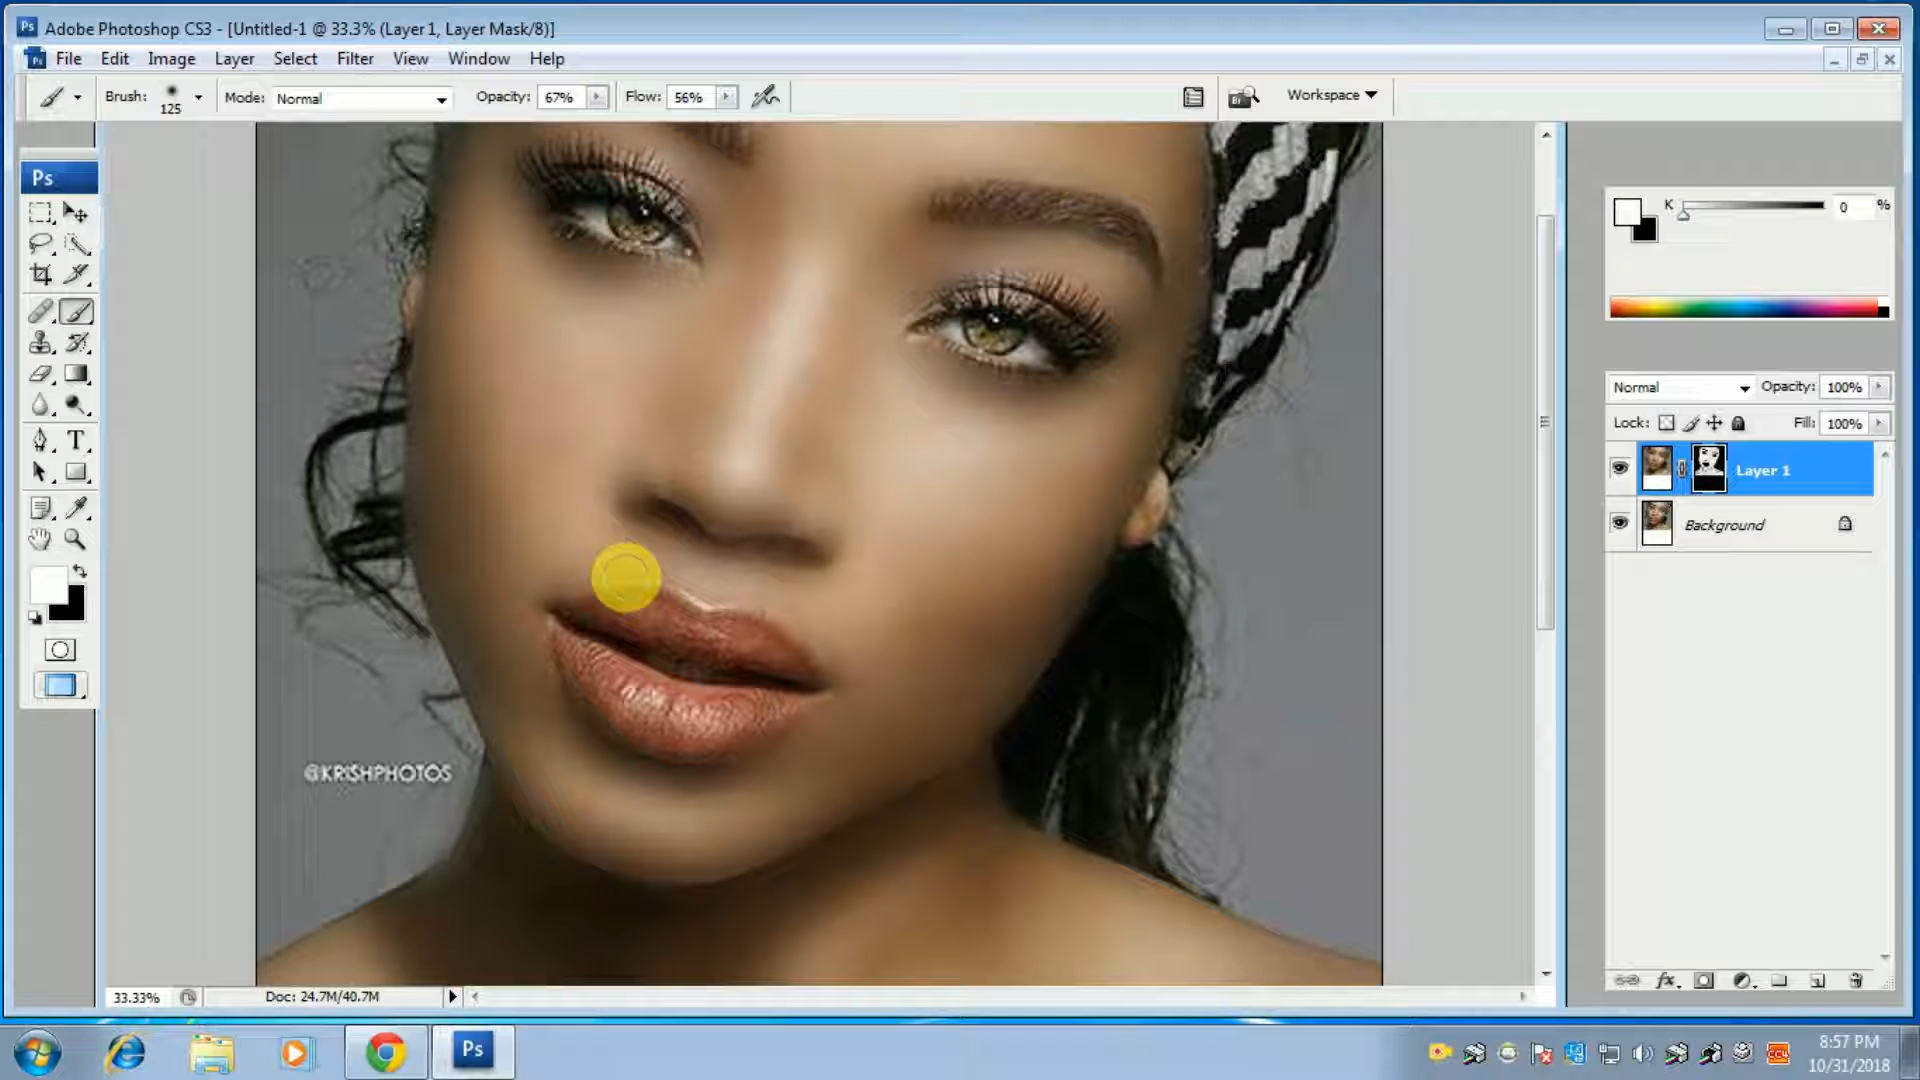 Adobe Photoshop CS3 - [Untitled-1 @ 33.3% (Layer 1, Layer Mask/8)]
File Edit Image Layer Select Filter View Window Help
Brush: 125 Mode: Normal Opacity: 67% Flow: 56% Workspace
Ps
K 0 %
Normal Opacity: 100%
Lock: Fill: 100%
Layer 1
Background
@KRISHPHOTOS
33.33% Doc: 24.7M/40.7M
Ps
8:57 PM
10/31/2018